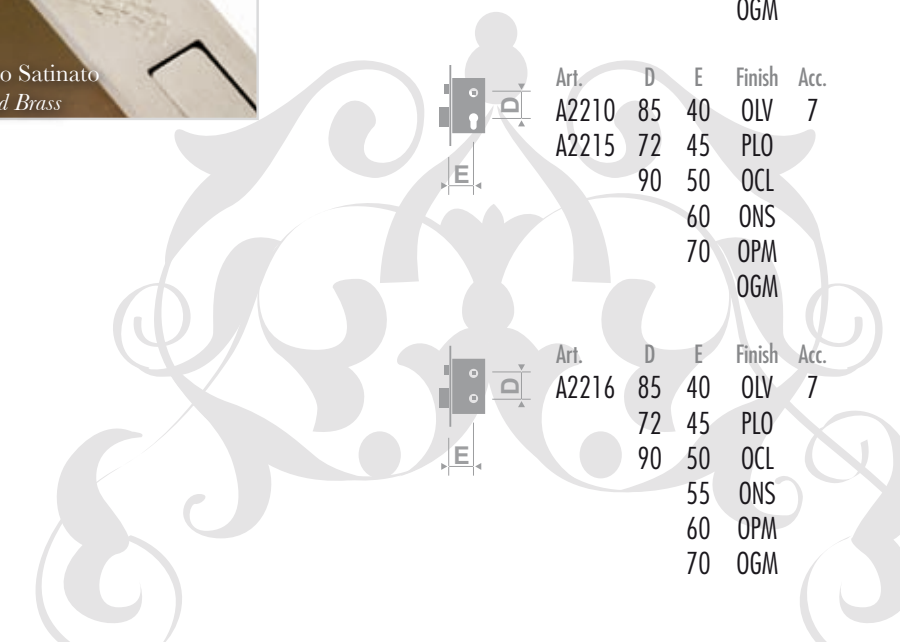 OGM
o Satinato
d Brass
Art. D E Finish Acc.
A2210 85 40 OLV 7
A2215 72 45 PLO
90 50 OCL
60 ONS
70 OPM
OGM
D
E
Art. D E Finish Acc.
A2216 85 40 OLV 7
72 45 PLO
90 50 OCL
55 ONS
60 OPM
70 OGM
D
E